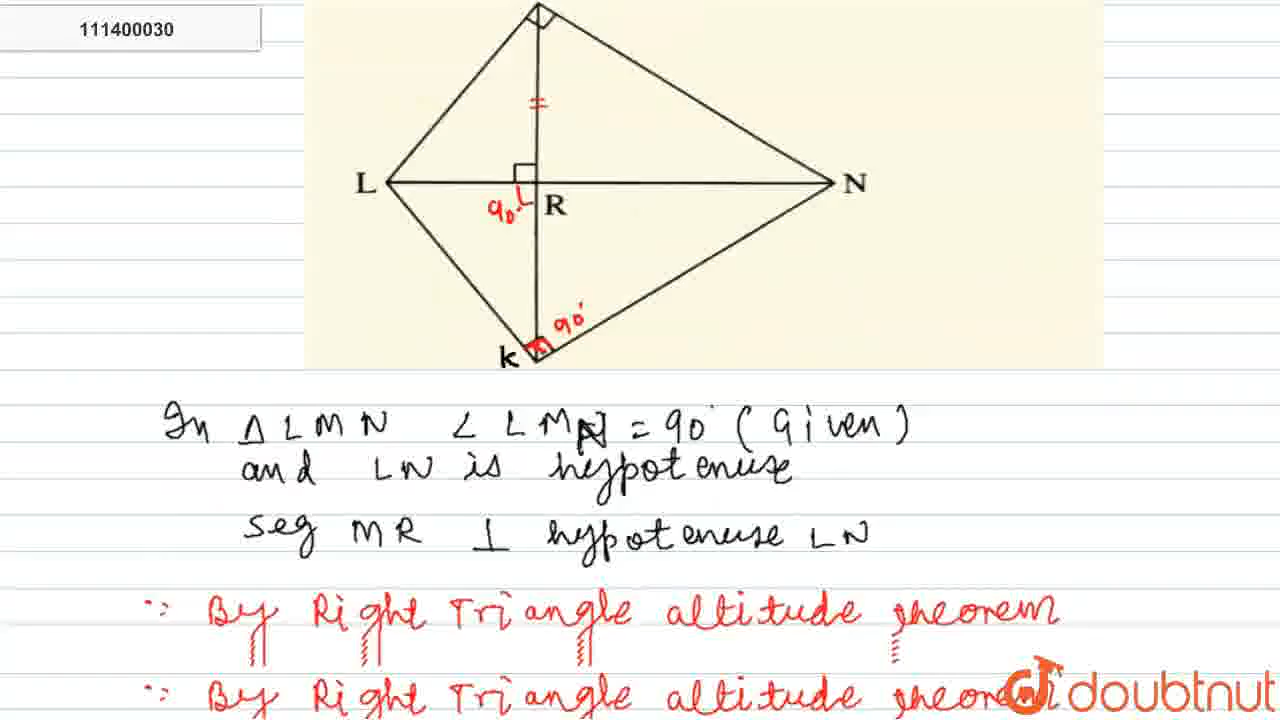 111400030
L
N
R
90°
90°
k
In Δ LMN ∠ LMN = 90° (Given)
and LN is hypotenuse
seg MR ⊥ hypotenuse LN
∵ By Right Triangle altitude theorem
∵ By Right Triangle altitude theorem
doubtnut